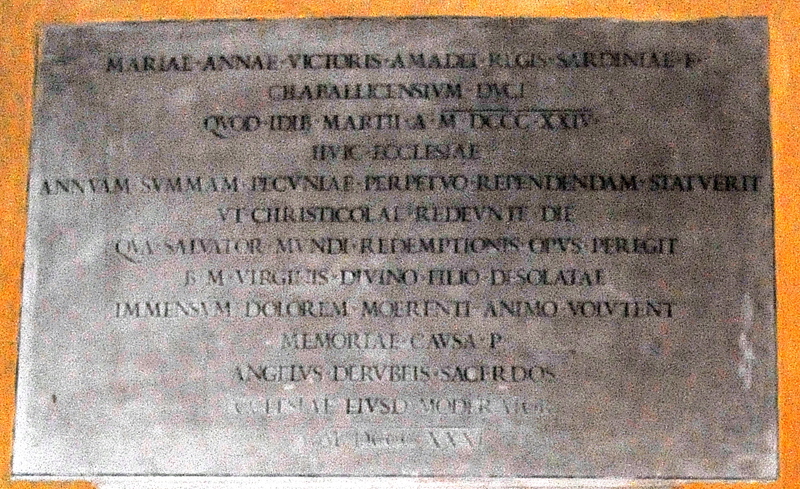 MARIAE·ANNAE·VICTORIS·AMADEI·REGIS·SARDINIAE·F·
CHABALLICENSIVM DVCI
QVOD·IDIB·MARTII·A·M DCCC XXIV·
HVIC·ECCLESIAE
ANNVAM SVMMAM·PECVNIAE·PERPETVO·REPENDENDAM·STATVERIT
VT CHRISTICOLAE REDEVNTE DIE
QVA·SALVATOR MVNDI·REDEMPTIONIS·OPVS·PEREGIT
B·M·VIRGINIS·DIVINO·FILIO·DESOLATAE
IMMENSVM DOLOREM·MOERENTI ANIMO VOLVTENT
MEMORIAE·CAVSA·P
ANGELVS·DERVBEIS·SACERDOS
ECCLESIAE EIVSD MODERATOR